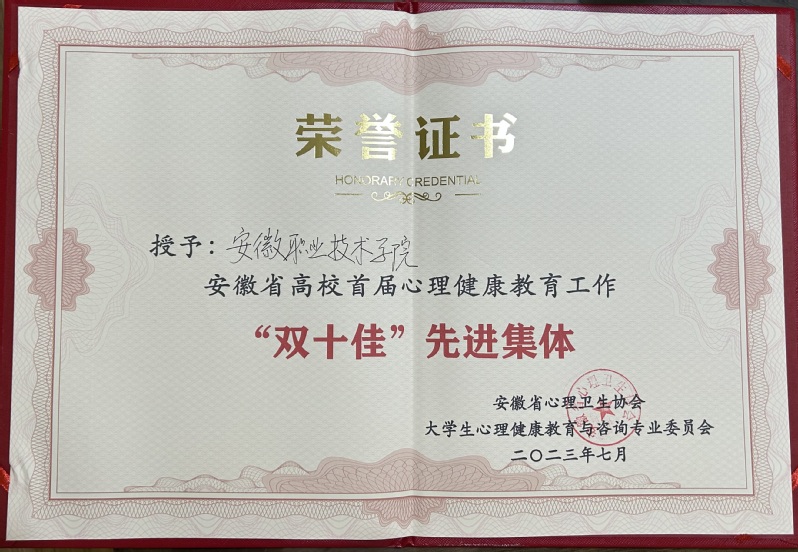 荣誉证书
HONORARY CREDENTIAL
授予：安徽职业技术学院
安徽省高校首届心理健康教育工作
“双十佳”先进集体
安徽省心理卫生协会
大学生心理健康教育与咨询专业委员会
二〇二三年七月